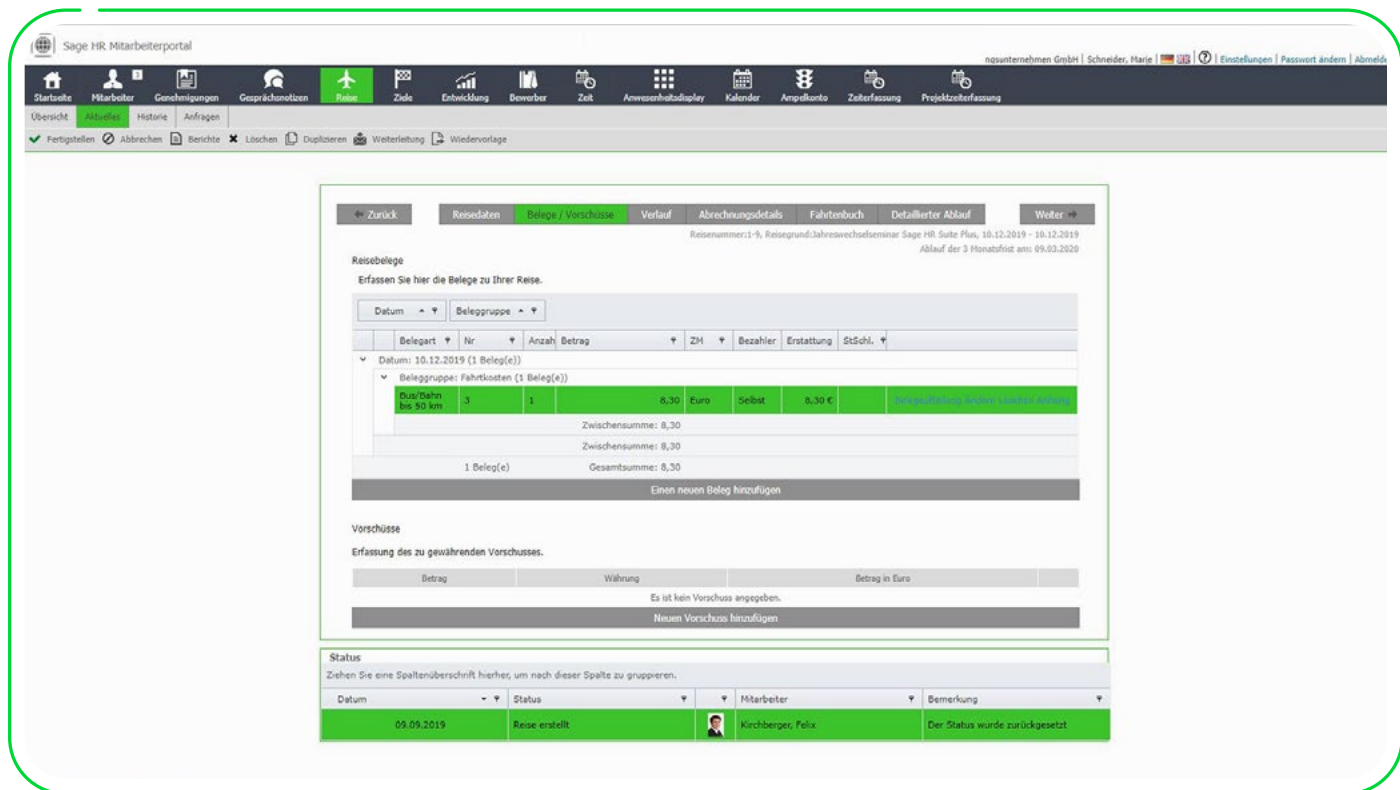 Sage HR Mitarbeiterportal
ngsunternehmen GmbH | Schneider, Marie | Einstellungen | Passwort ändern | Abmelde
3
Startseite Mitarbeiter Genehmigungen Gesprächsnotizen Reise Ziele Entwicklung Bewerber Zeit Anwesenheitsdisplay Kalender Ampelkonto Zeiterfassung Projektzeiterfassung
Übersicht Aktuelles Historie Anfragen
Fertigstellen Abbrechen Berichte Löschen Duplizieren Weiterleitung Wiedervorlage
Zurück Reisedaten Belege / Vorschüsse Verlauf Abrechnungsdetails Fahrtenbuch Detaillierter Ablauf Weiter
Reisenummer:1-9, Reisegrund:Jahreswechselseminar Sage HR Suite Plus, 10.12.2019 - 10.12.2019
Ablauf der 3 Monatsfrist am: 09.03.2020
Reisebelege
Erfassen Sie hier die Belege zu Ihrer Reise.
Datum Beleggruppe
Belegart Nr Anzah Betrag ZM Bezahler Erstattung StSchl.
Datum: 10.12.2019 (1 Beleg(e))
Beleggruppe: Fahrtkosten (1 Beleg(e))
Bus/Bahn
bis 50 km 3 1 8,30 Euro Selbst 8,30 € Belegaufteilung Ändern Löschen Anhang
Zwischensumme: 8,30
Zwischensumme: 8,30
1 Beleg(e) Gesamtsumme: 8,30
Einen neuen Beleg hinzufügen
Vorschüsse
Erfassung des zu gewährenden Vorschusses.
Betrag Währung Betrag in Euro
Es ist kein Vorschuss angegeben.
Neuen Vorschuss hinzufügen
Status
Ziehen Sie eine Spaltenüberschrift hierher, um nach dieser Spalte zu gruppieren.
Datum Status Mitarbeiter Bemerkung
09.09.2019 Reise erstellt Kirchberger, Felix Der Status wurde zurückgesetzt